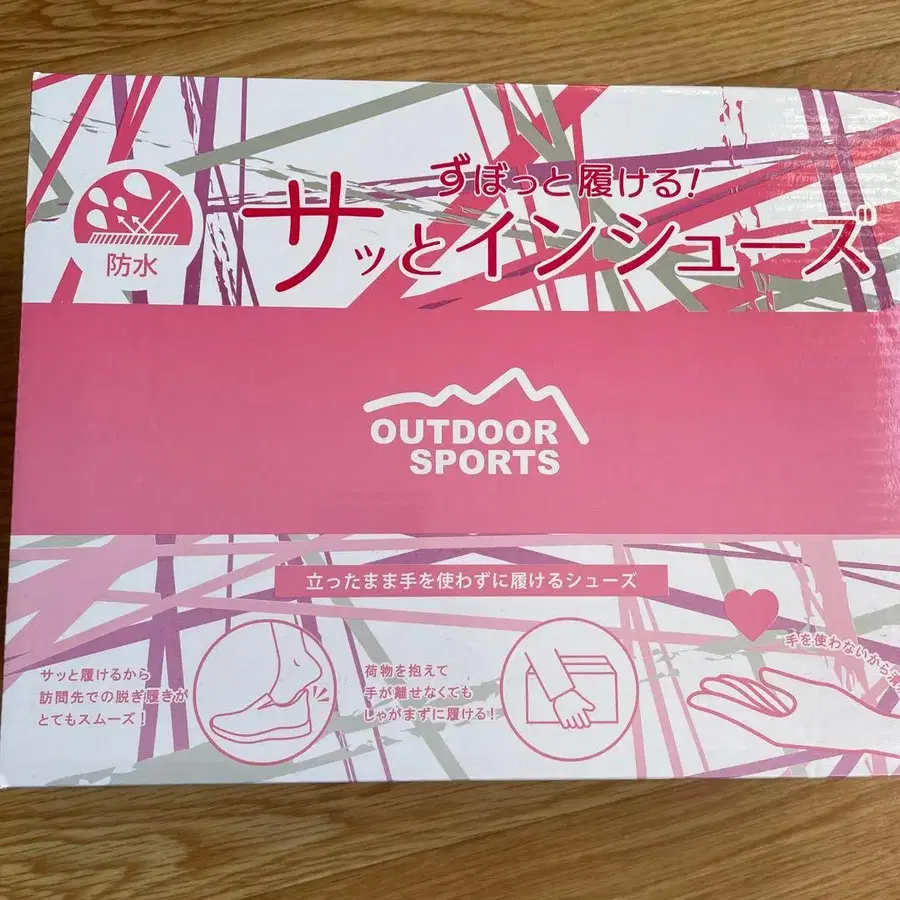 防水
ずぼっと履ける!
サッとインシューズ
OUTDOOR
SPORTS
立ったまま手を使わずに履けるシューズ
サッと履けるから
訪問先での脱ぎ履きが
とてもスムーズ!
荷物を抱えて
手が離せなくても
しゃがまずに履ける!
手を使わないから